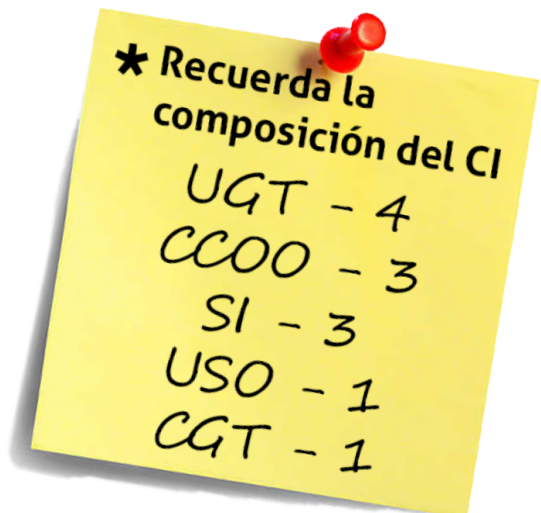 * Recuerda la
composición del CI
UGT - 4
CCOO - 3
SI - 3
USO - 1
CGT - 1